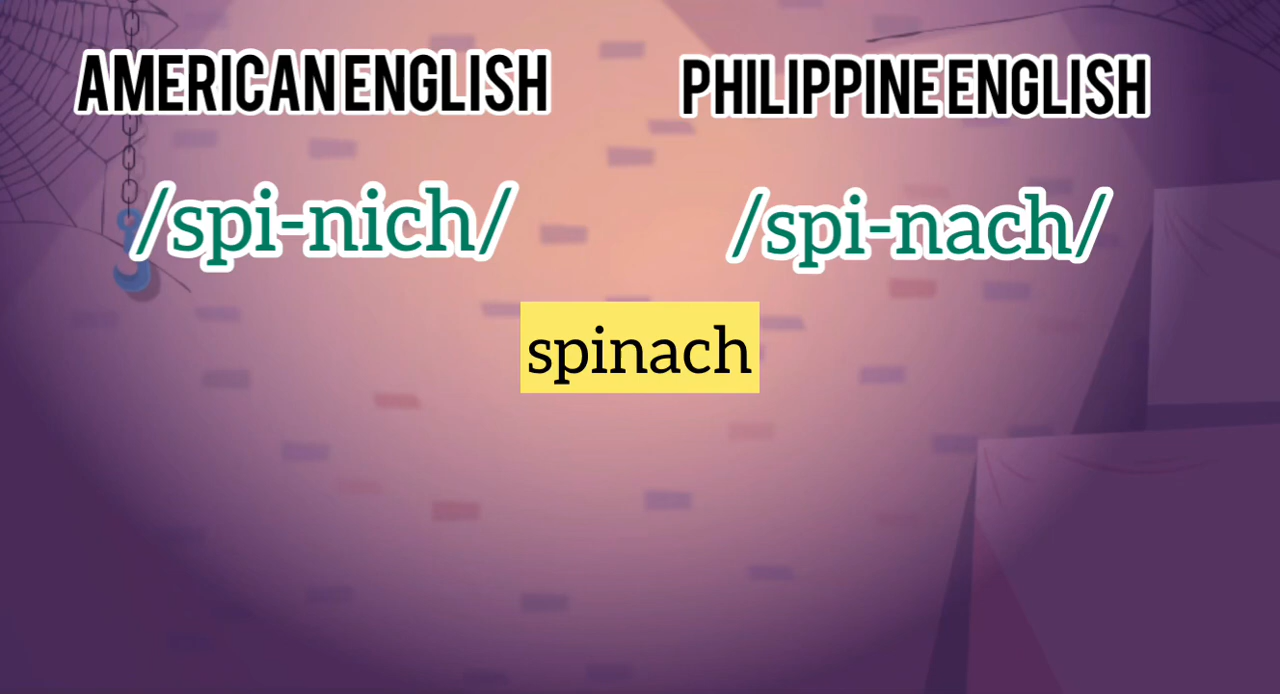 AMERICAN ENGLISH
PHILIPPINE ENGLISH
/spi-nich/
/spi-nach/
spinach